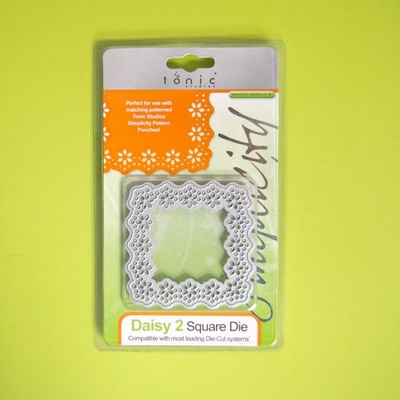 tonic
STUDIOS
Perfect for use with
matching patterned
Tonic Studios
Simplicity Pattern
Punches!
Simplicity
Daisy 2 Square Die
Compatible with most leading Die-Cut systems